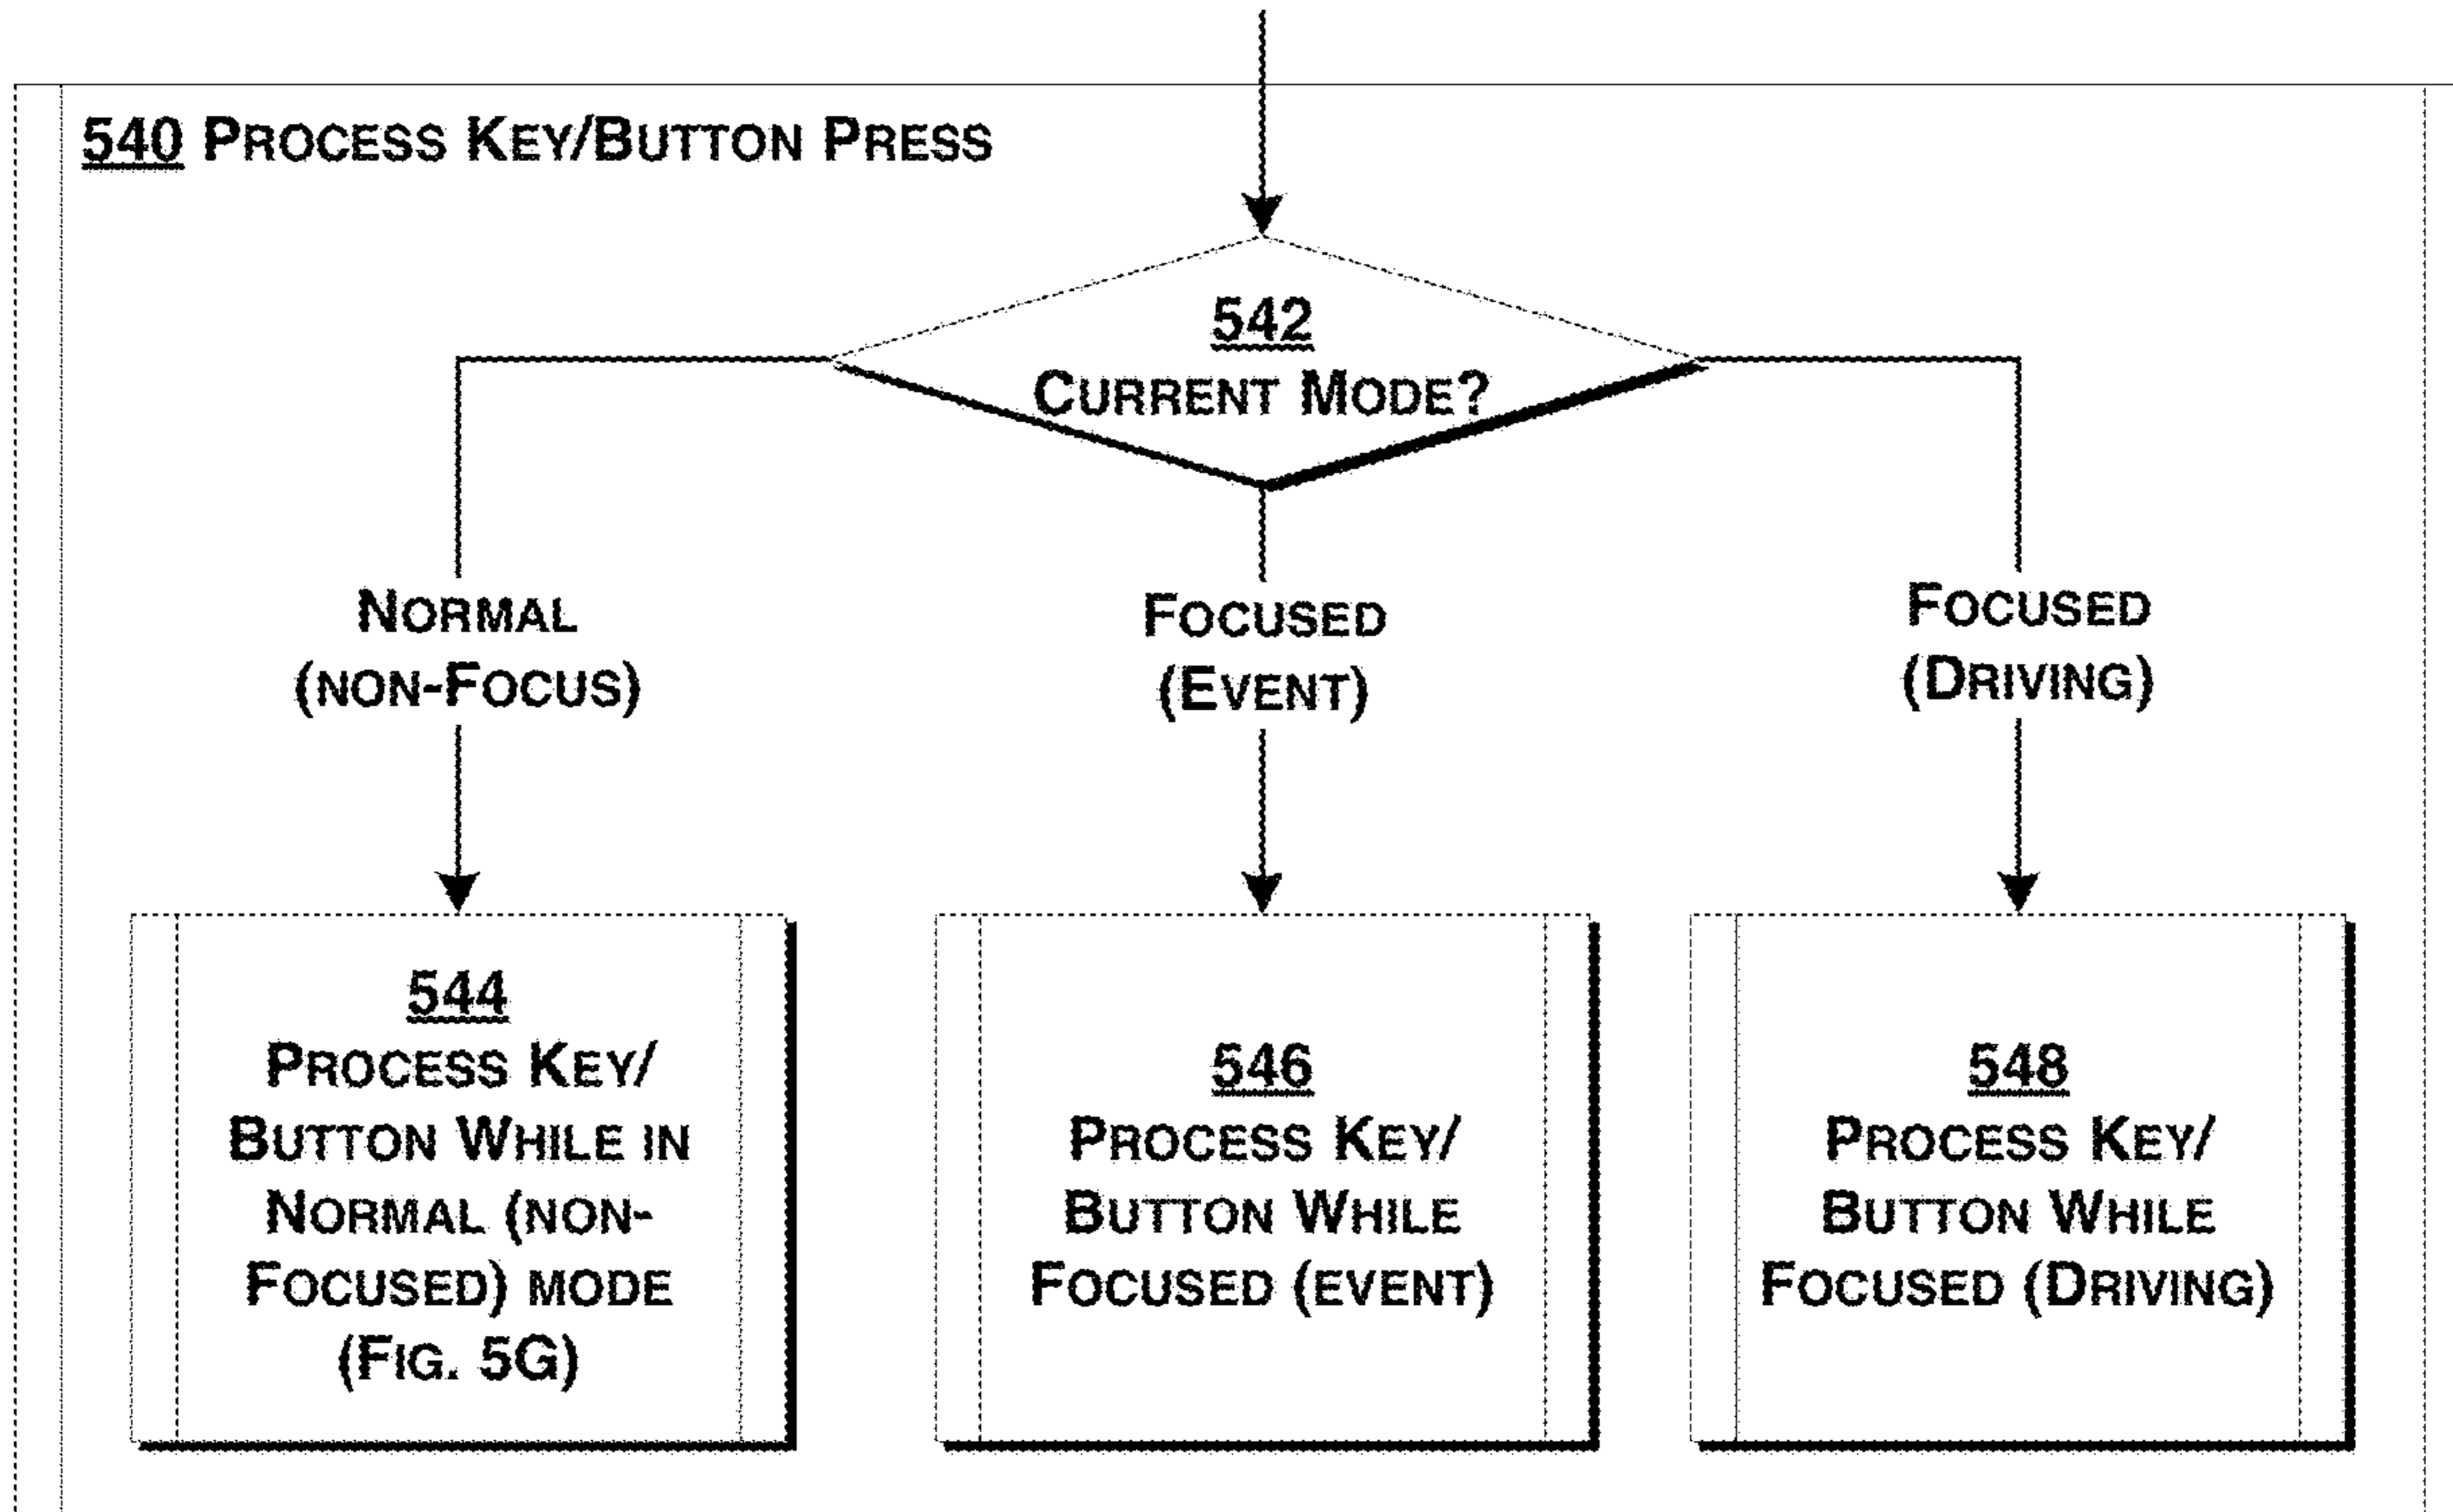 540 PROCESS KEY/BUTTON PRESS
542
CURRENT MODE?
NORMAL
(NON-FOCUS)
FOCUSED
(EVENT)
FOCUSED
(DRIVING)
544
PROCESS KEY/
BUTTON WHILE IN
NORMAL (NON-
FOCUSED) MODE
(FIG. 5G)
546
PROCESS KEY/
BUTTON WHILE
FOCUSED (EVENT)
548
PROCESS KEY/
BUTTON WHILE
FOCUSED (DRIVING)